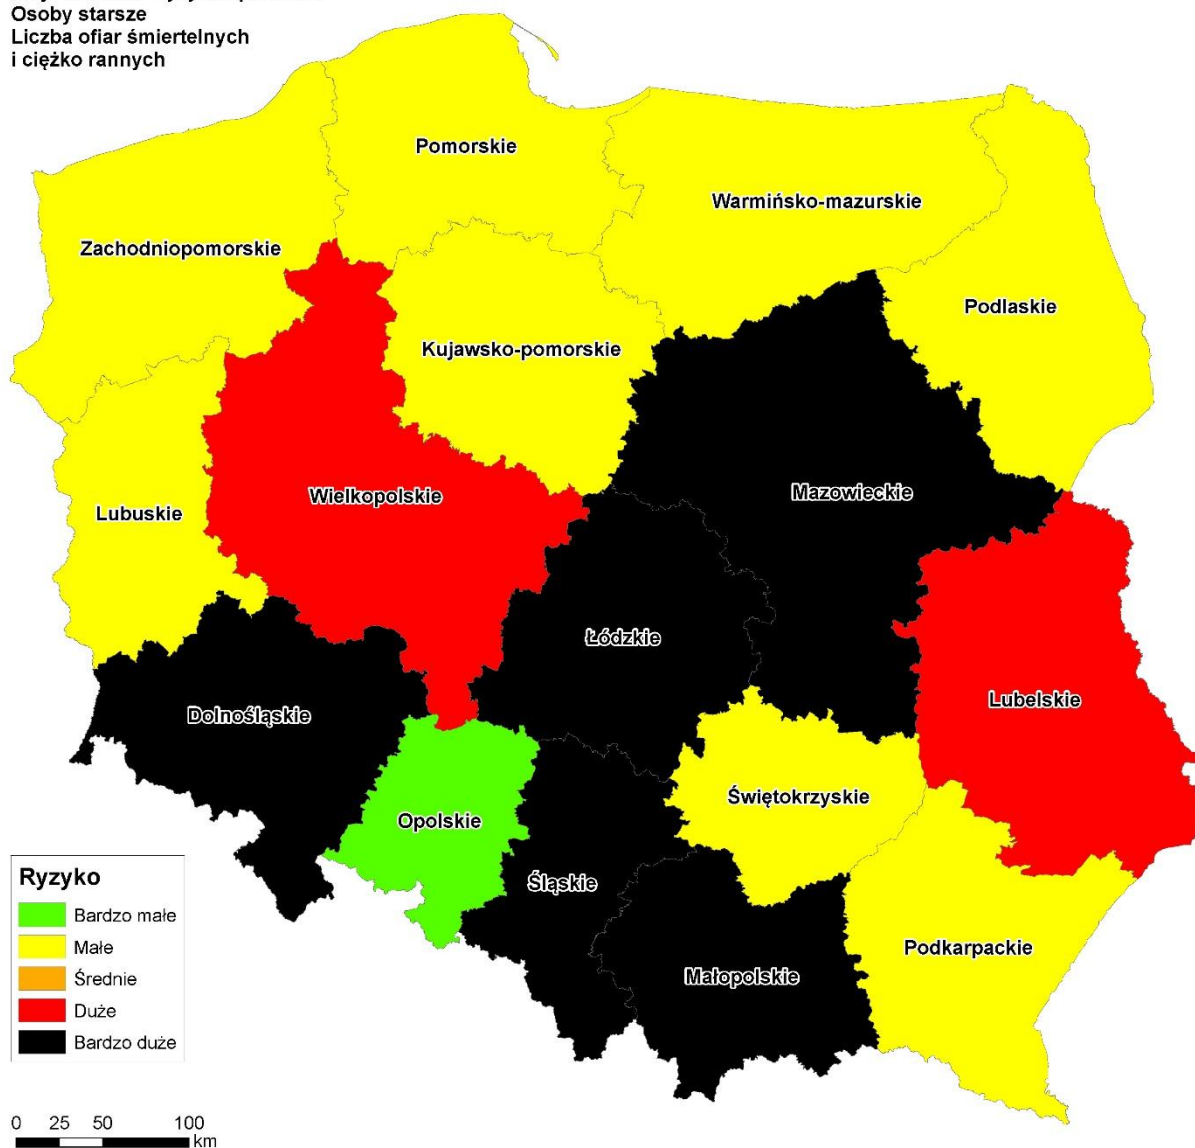 Osoby starsze
Liczba ofiar śmiertelnych
i ciężko rannych
Pomorskie
Warmińsko-mazurskie
Zachodniopomorskie
Podlaskie
Kujawsko-pomorskie
Wielkopolskie
Mazowieckie
Lubuskie
Łódzkie
Lubelskie
Dolnośląskie
Świętokrzyskie
Opolskie
Śląskie
Podkarpackie
Małopolskie
Ryzyko
Bardzo małe
Małe
Średnie
Duże
Bardzo duże
0 25 50 100
km